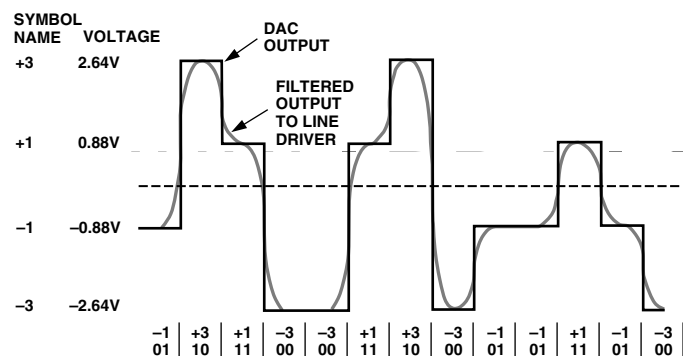 SYMBOL
NAME VOLTAGE
DAC
OUTPUT
+3 2.64V
FILTERED
OUTPUT
TO LINE
DRIVER
+1 0.88V
–1 –0.88V
–3 –2.64V
–1 +3 +1 –3 –3 +1 +3 –3 –1 –1 +1 –1 –3
01 10 11 00 00 11 10 00 01 01 11 01 00